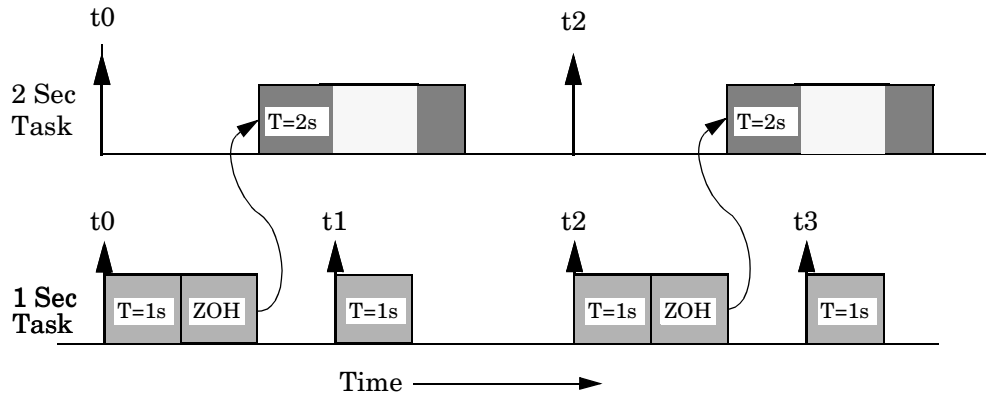 t0
t2
2 Sec
Task
T=2s
T=2s
t0
t1
t2
t3
1 Sec
Task
T=1s
ZOH
T=1s
T=1s
ZOH
T=1s
Time